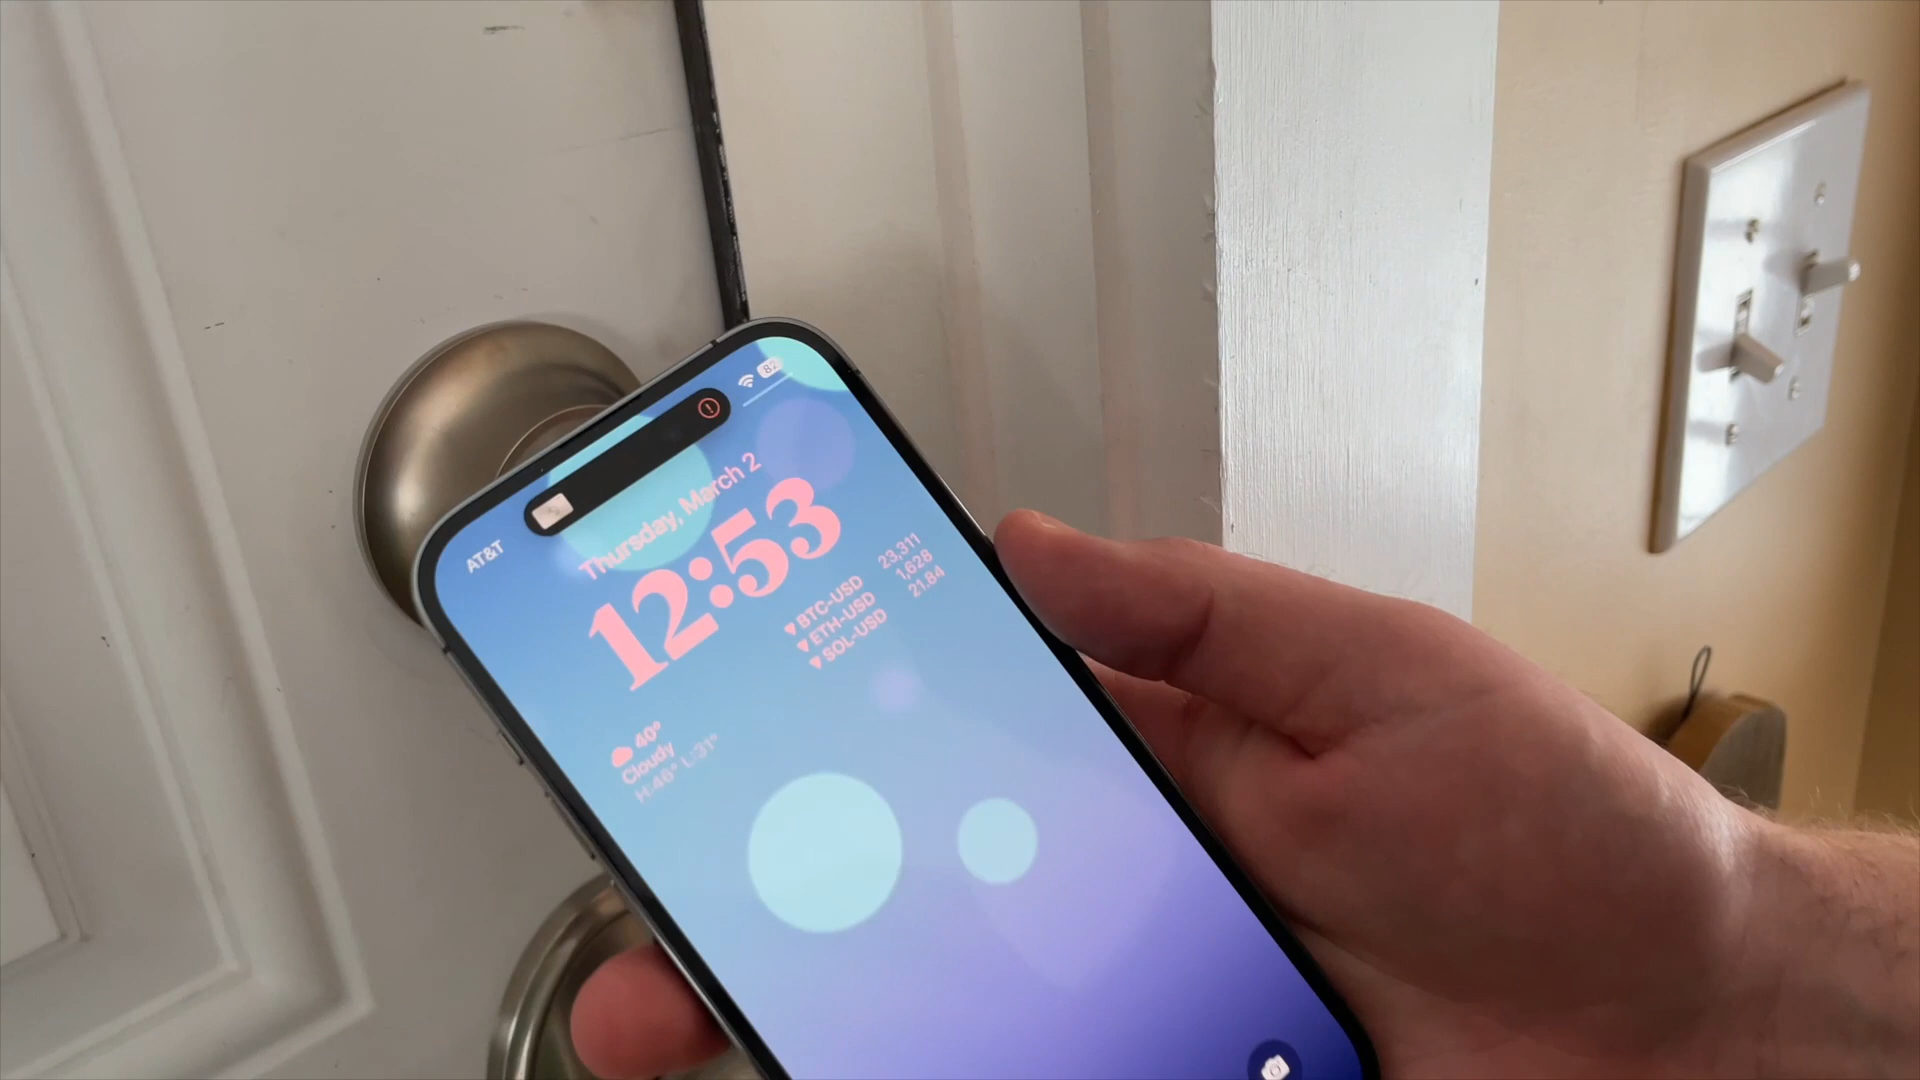 82
AT&T
Thursday, March 2
12:53
BTC-USD 23,311
ETH-USD 1,628
SOL-USD 21.84
40°
Cloudy
H:46° L:31°